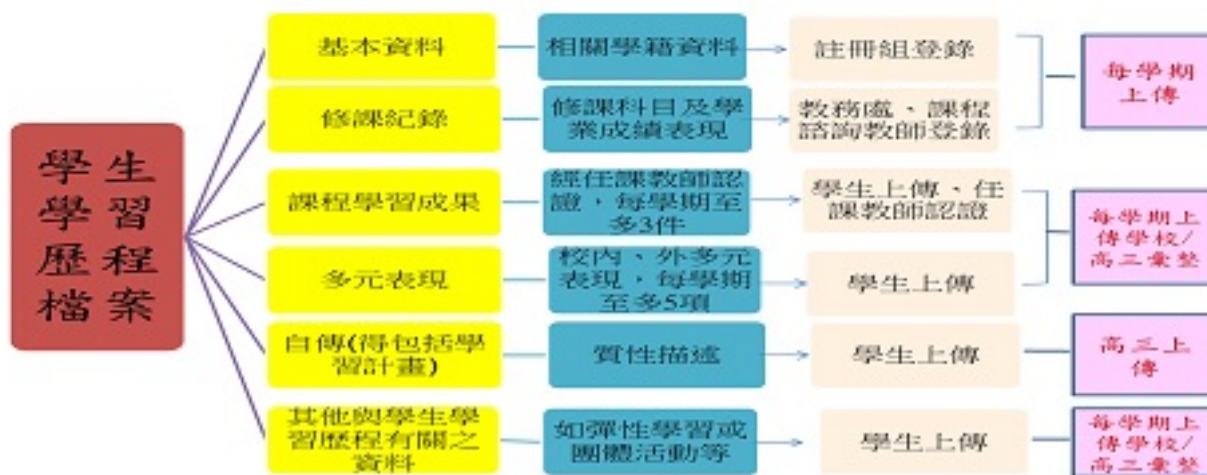 學生
學習
歷程
檔案
基本資料
相關學籍資料
註冊組登錄
每學期
上傳
修課紀錄
修課科目及學
業成績表現
教務處、課程
諮詢教師登錄
課程學習成果
經任課教師認
證，每學期至
多3件
學生上傳、任
課教師認證
每學期上
傳學校/
高三彙整
多元表現
校內、外多元
表現，每學期
至多5項
學生上傳
自傳(得包括學
習計畫)
質性描述
學生上傳
高三上
傳
其他與學生學
習歷程有關之
資料
如彈性學習或
團體活動等
學生上傳
每學期上
傳學校/
高三彙整